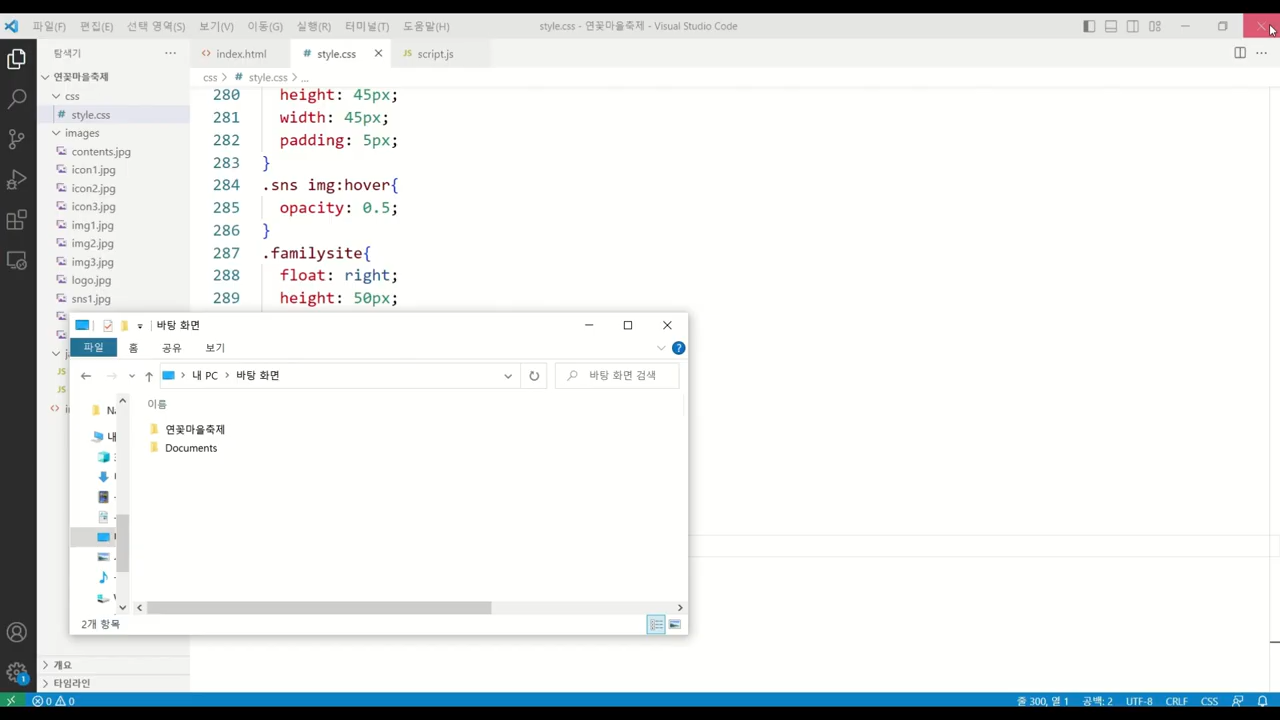 파일(F) 편집(E) 선택 영역(S) 보기(V) 이동(G) 실행(R) 터미널(T) 도움말(H) style.css - 연꽃마을축제 - Visual Studio Code
탐색기 ... <> index.html # style.css × JS script.js ...
연꽃마을축제
css
# style.css
images
contents.jpg
icon1.jpg
icon2.jpg
icon3.jpg
img1.jpg
img2.jpg
img3.jpg
logo.jpg
sns1.jpg
JS
JS
<>
개요
타임라인
css > # style.css > ...
280 height: 45px;
281 width: 45px;
282 padding: 5px;
283 }
284 .sns img:hover{
285 opacity: 0.5;
286 }
287 .familysite{
288 float: right;
289 height: 50px;
바탕 화면
파일 홈 공유 보기
내 PC > 바탕 화면 바탕 화면 검색
이름
연꽃마을축제
Documents
2개 항목
0 0 줄 300, 열 1 공백: 2 UTF-8 CRLF CSS